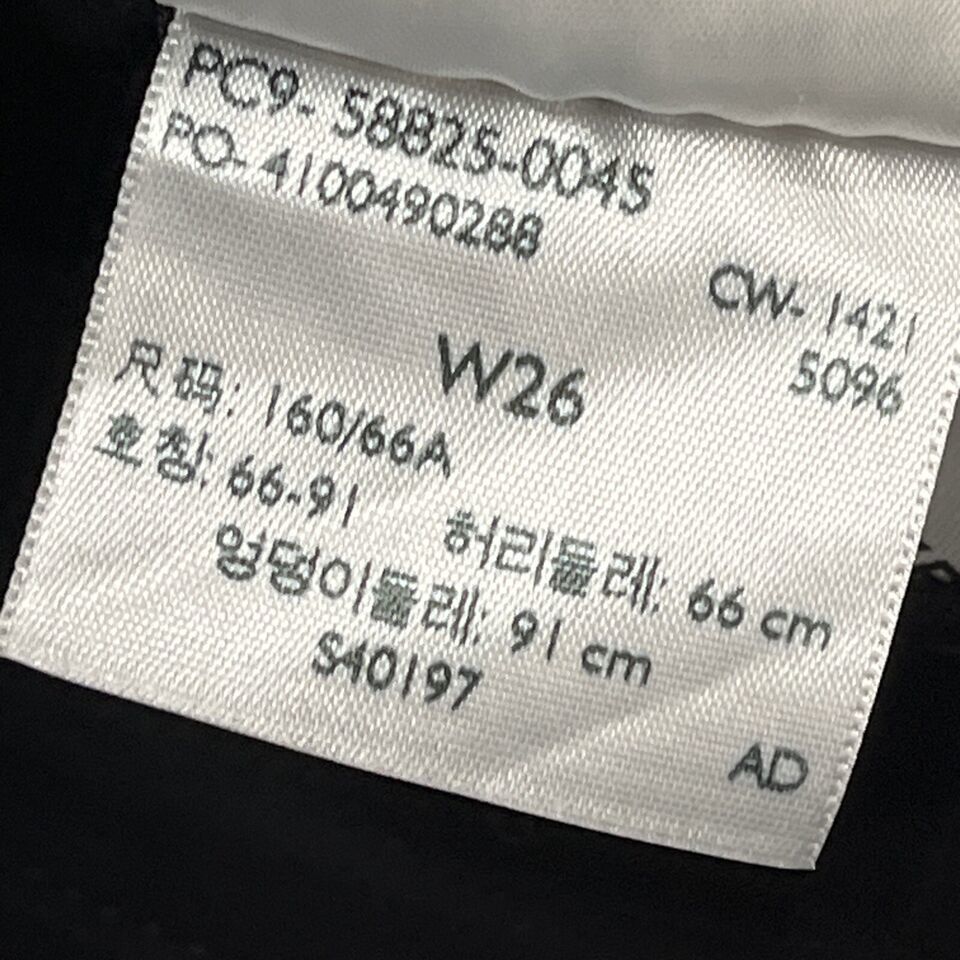 PC9- 58825-0045
PO- 4100490288
CW- 1421
5096
W26
尺码: 160/66A
호칭: 66-91
허리둘레: 66 cm
엉덩이둘레: 91 cm
S40197
AD